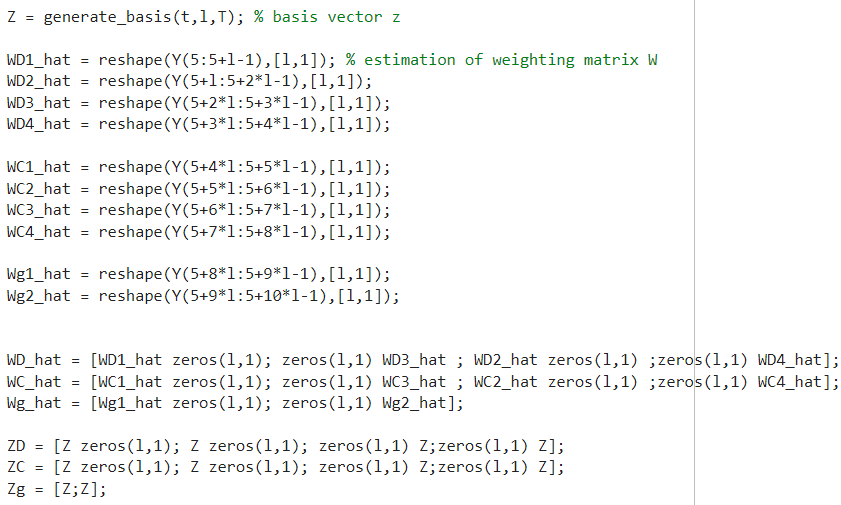 Z = generate_basis(t,l,T); % basis vector z
WD1_hat = reshape(Y(5:5+l-1),[l,1]); % estimation of weighting matrix W
WD2_hat = reshape(Y(5+l:5+2*l-1),[l,1]);
WD3_hat = reshape(Y(5+2*l:5+3*l-1),[l,1]);
WD4_hat = reshape(Y(5+3*l:5+4*l-1),[l,1]);
WC1_hat = reshape(Y(5+4*l:5+5*l-1),[l,1]);
WC2_hat = reshape(Y(5+5*l:5+6*l-1),[l,1]);
WC3_hat = reshape(Y(5+6*l:5+7*l-1),[l,1]);
WC4_hat = reshape(Y(5+7*l:5+8*l-1),[l,1]);
Wg1_hat = reshape(Y(5+8*l:5+9*l-1),[l,1]);
Wg2_hat = reshape(Y(5+9*l:5+10*l-1),[l,1]);
WD_hat = [WD1_hat zeros(l,1); zeros(l,1) WD3_hat ; WD2_hat zeros(l,1) ;zeros(l,1) WD4_hat];
WC_hat = [WC1_hat zeros(l,1); zeros(l,1) WC3_hat ; WC2_hat zeros(l,1) ;zeros(l,1) WC4_hat];
Wg_hat = [Wg1_hat zeros(l,1); zeros(l,1) Wg2_hat];
ZD = [Z zeros(l,1); Z zeros(l,1); zeros(l,1) Z;zeros(l,1) Z];
ZC = [Z zeros(l,1); Z zeros(l,1); zeros(l,1) Z;zeros(l,1) Z];
Zg = [Z;Z];